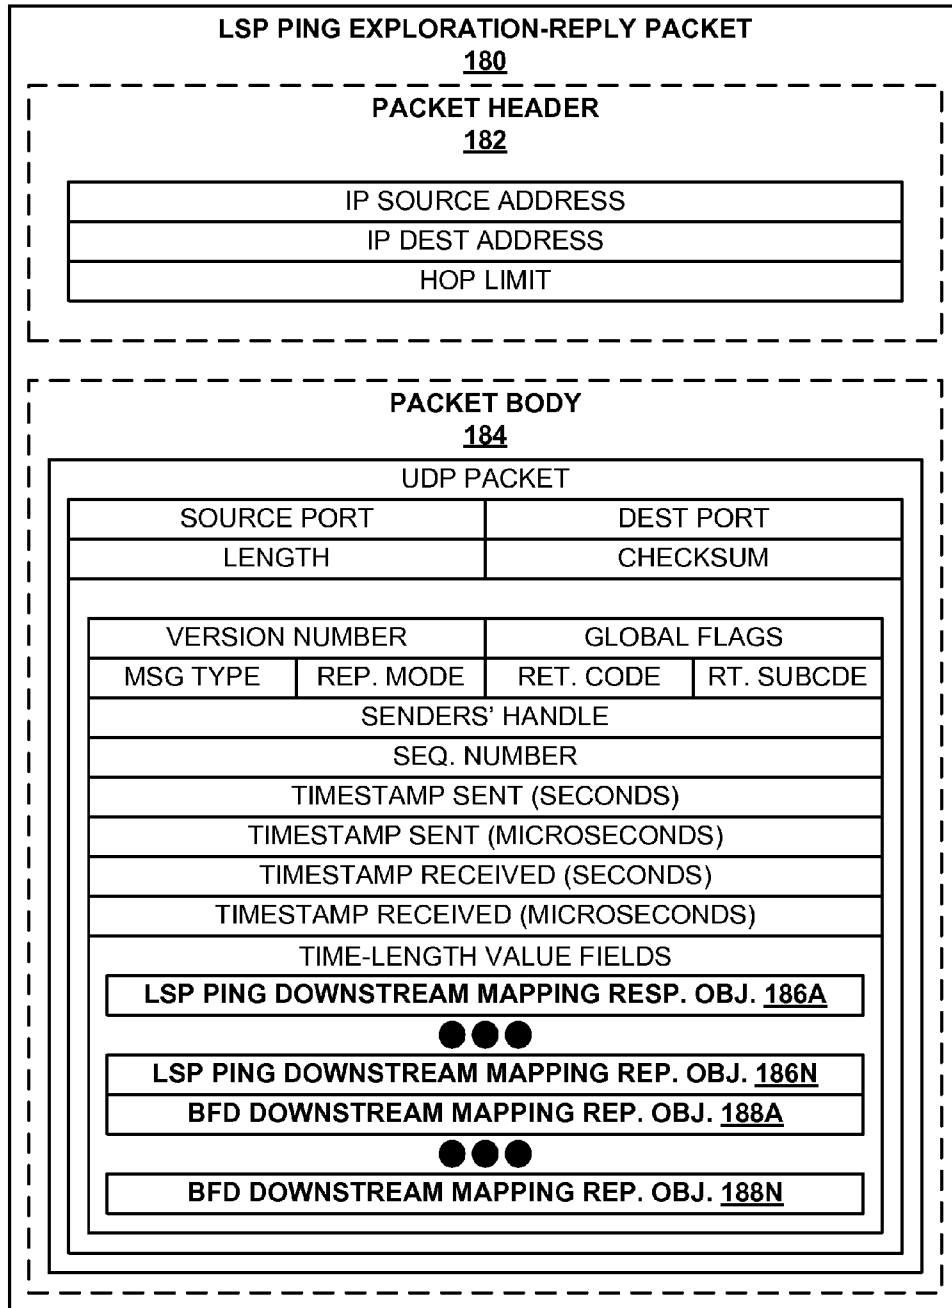 LSP PING EXPLORATION-REPLY PACKET
180
PACKET HEADER
182
IP SOURCE ADDRESS
IP DEST ADDRESS
HOP LIMIT
PACKET BODY
184
UDP PACKET
SOURCE PORT DEST PORT
LENGTH CHECKSUM
VERSION NUMBER GLOBAL FLAGS
MSG TYPE REP. MODE RET. CODE RT. SUBCDE
SENDERS’ HANDLE
SEQ. NUMBER
TIMESTAMP SENT (SECONDS)
TIMESTAMP SENT (MICROSECONDS)
TIMESTAMP RECEIVED (SECONDS)
TIMESTAMP RECEIVED (MICROSECONDS)
TIME-LENGTH VALUE FIELDS
LSP PING DOWNSTREAM MAPPING RESP. OBJ. 186A
LSP PING DOWNSTREAM MAPPING REP. OBJ. 186N
BFD DOWNSTREAM MAPPING REP. OBJ. 188A
BFD DOWNSTREAM MAPPING REP. OBJ. 188N